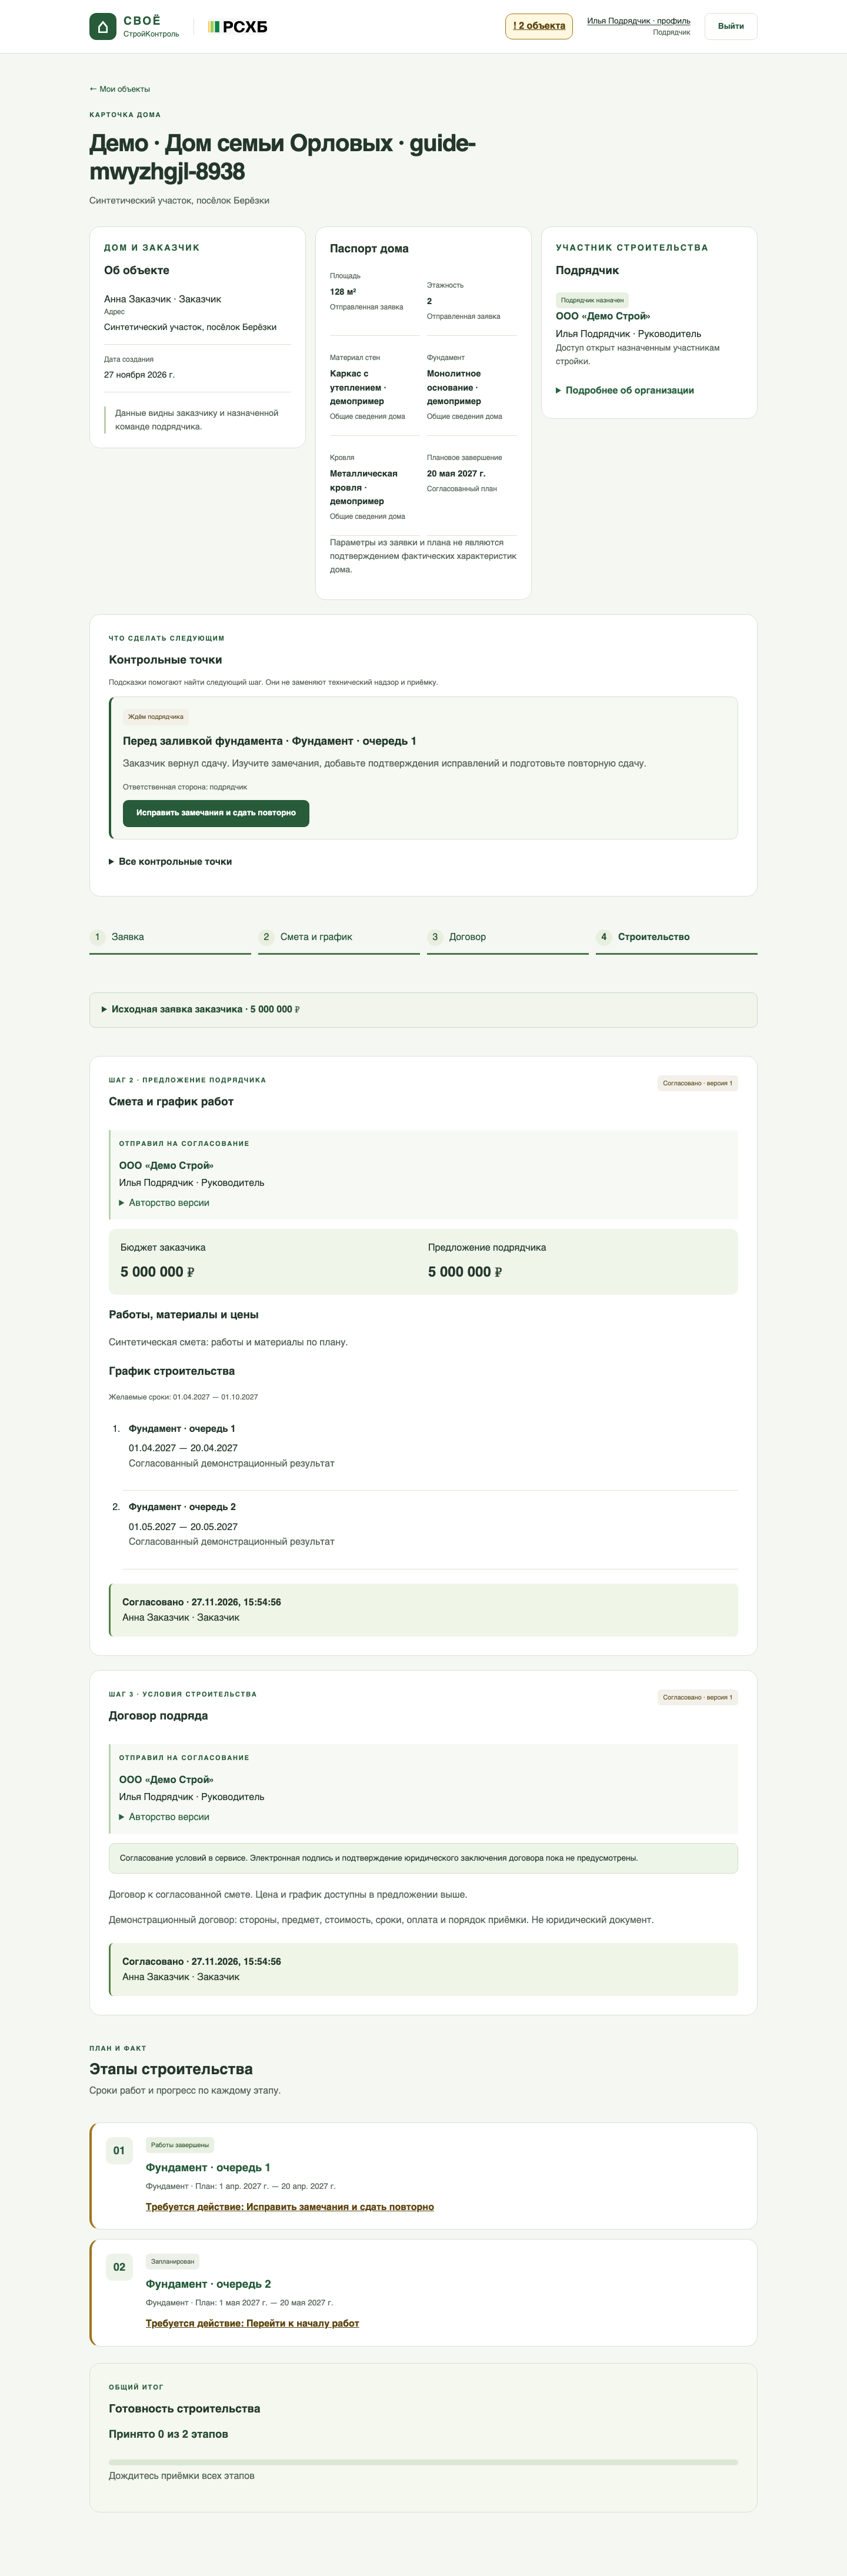 СВОЁ
СтройКонтроль
РСХБ
! 2 объекта
Илья Подрядчик · профиль
Подрядчик
Выйти
← Мои объекты
КАРТОЧКА ДОМА
Демо · Дом семьи Орловых · guide-
mwyzhgjl-8938
Синтетический участок, посёлок Берёзки
ДОМ И ЗАКАЗЧИК
Об объекте
Анна Заказчик · Заказчик
Адрес
Синтетический участок, посёлок Берёзки
Дата создания
27 ноября 2026 г.
Данные видны заказчику и назначенной
команде подрядчика.
Паспорт дома
Площадь
128 м²
Отправленная заявка
Этажность
2
Отправленная заявка
Материал стен
Каркас с
утеплением ·
демопример
Общие сведения дома
Фундамент
Монолитное
основание ·
демопример
Общие сведения дома
Кровля
Металлическая
кровля ·
демопример
Общие сведения дома
Плановое завершение
20 мая 2027 г.
Согласованный план
Параметры из заявки и плана не являются
подтверждением фактических характеристик
дома.
УЧАСТНИК СТРОИТЕЛЬСТВА
Подрядчик
Подрядчик назначен
ООО «Демо Строй»
Илья Подрядчик · Руководитель
Доступ открыт назначенным участникам
стройки.
▶ Подробнее об организации
ЧТО СДЕЛАТЬ СЛЕДУЮЩИМ
Контрольные точки
Подсказки помогают найти следующий шаг. Они не заменяют технический надзор и приёмку.
Ждём подрядчика
Перед заливкой фундамента · Фундамент · очередь 1
Заказчик вернул сдачу. Изучите замечания, добавьте подтверждения исправлений и подготовьте повторную сдачу.
Ответственная сторона: подрядчик
Исправить замечания и сдать повторно
▶ Все контрольные точки
1 Заявка
2 Смета и график
3 Договор
4 Строительство
▶ Исходная заявка заказчика · 5 000 000 ₽
ШАГ 2 · ПРЕДЛОЖЕНИЕ ПОДРЯДЧИКА
Согласовано · версия 1
Смета и график работ
ОТПРАВИЛ НА СОГЛАСОВАНИЕ
ООО «Демо Строй»
Илья Подрядчик · Руководитель
▶ Авторство версии
Бюджет заказчика
5 000 000 ₽
Предложение подрядчика
5 000 000 ₽
Работы, материалы и цены
Синтетическая смета: работы и материалы по плану.
График строительства
Желаемые сроки: 01.04.2027 — 01.10.2027
1. Фундамент · очередь 1
01.04.2027 — 20.04.2027
Согласованный демонстрационный результат
2. Фундамент · очередь 2
01.05.2027 — 20.05.2027
Согласованный демонстрационный результат
Согласовано · 27.11.2026, 15:54:56
Анна Заказчик · Заказчик
ШАГ 3 · УСЛОВИЯ СТРОИТЕЛЬСТВА
Согласовано · версия 1
Договор подряда
ОТПРАВИЛ НА СОГЛАСОВАНИЕ
ООО «Демо Строй»
Илья Подрядчик · Руководитель
▶ Авторство версии
Согласование условий в сервисе. Электронная подпись и подтверждение юридического заключения договора пока не предусмотрены.
Договор к согласованной смете. Цена и график доступны в предложении выше.
Демонстрационный договор: стороны, предмет, стоимость, сроки, оплата и порядок приёмки. Не юридический документ.
Согласовано · 27.11.2026, 15:54:56
Анна Заказчик · Заказчик
ПЛАН И ФАКТ
Этапы строительства
Сроки работ и прогресс по каждому этапу.
01
Работы завершены
Фундамент · очередь 1
Фундамент · План: 1 апр. 2027 г. — 20 апр. 2027 г.
Требуется действие: Исправить замечания и сдать повторно
02
Запланирован
Фундамент · очередь 2
Фундамент · План: 1 мая 2027 г. — 20 мая 2027 г.
Требуется действие: Перейти к началу работ
ОБЩИЙ ИТОГ
Готовность строительства
Принято 0 из 2 этапов
Дождитесь приёмки всех этапов